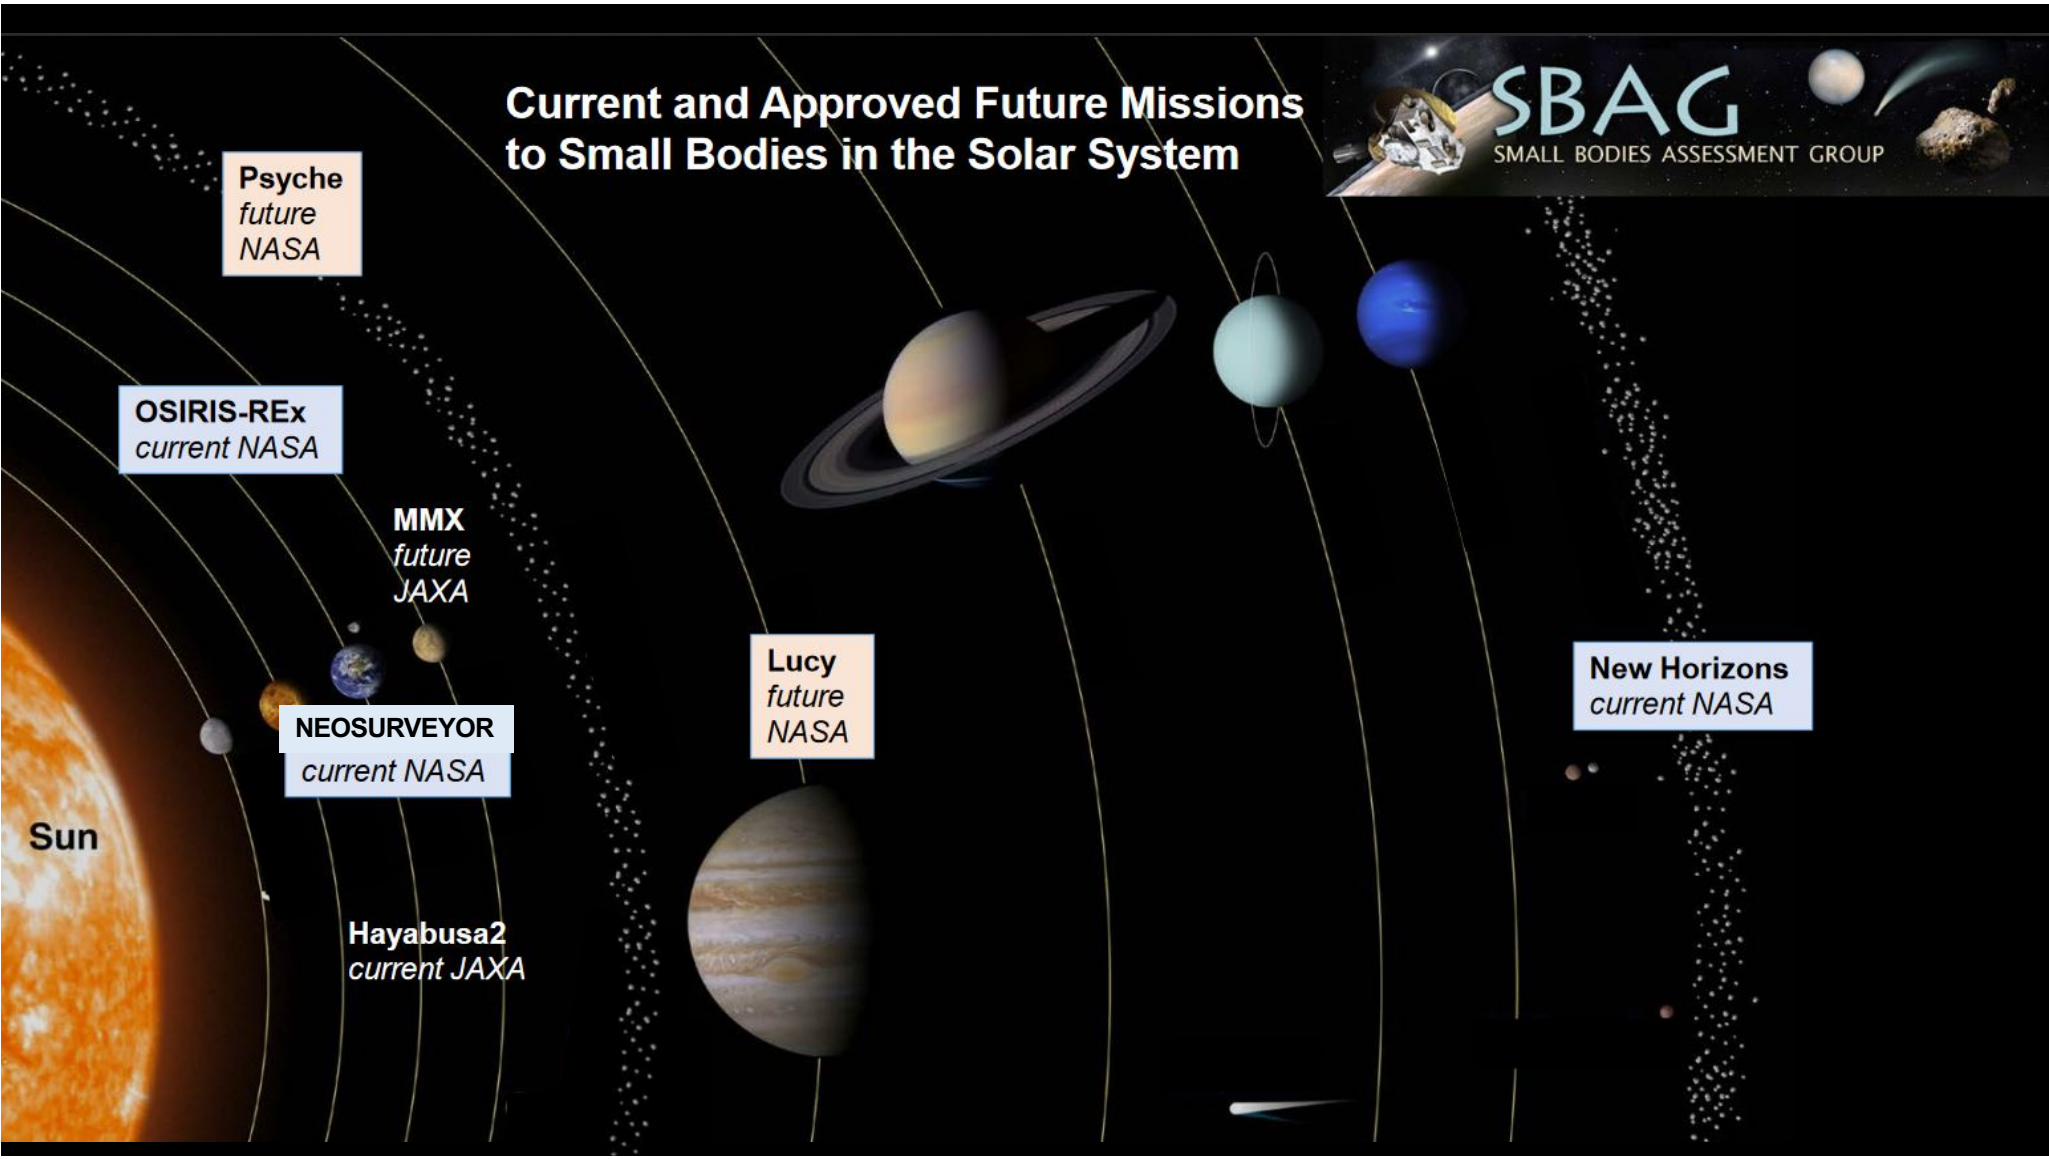 Current and Approved Future Missions
to Small Bodies in the Solar System
SBAG
SMALL BODIES ASSESSMENT GROUP
Psyche
future
NASA
OSIRIS-REx
current NASA
MMX
future
JAXA
Lucy
future
NASA
New Horizons
current NASA
NEOSURVEYOR
current NASA
Sun
Hayabusa2
current JAXA